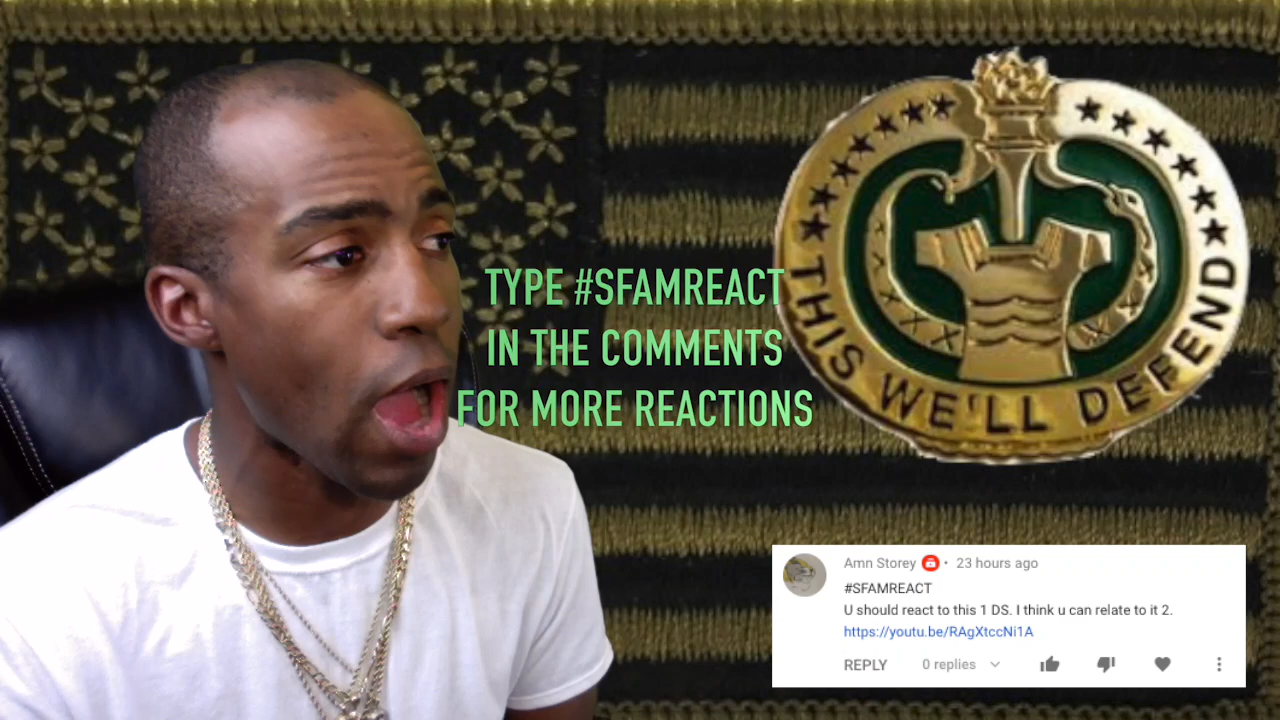 THIS WE'LL DEFEND
TYPE #SFAMREACT
IN THE COMMENTS
FOR MORE REACTIONS
Amn Storey • 23 hours ago
#SFAMREACT
U should react to this 1 DS. I think u can relate to it 2.
https://youtu.be/RAgXtccNi1A
REPLY 0 replies